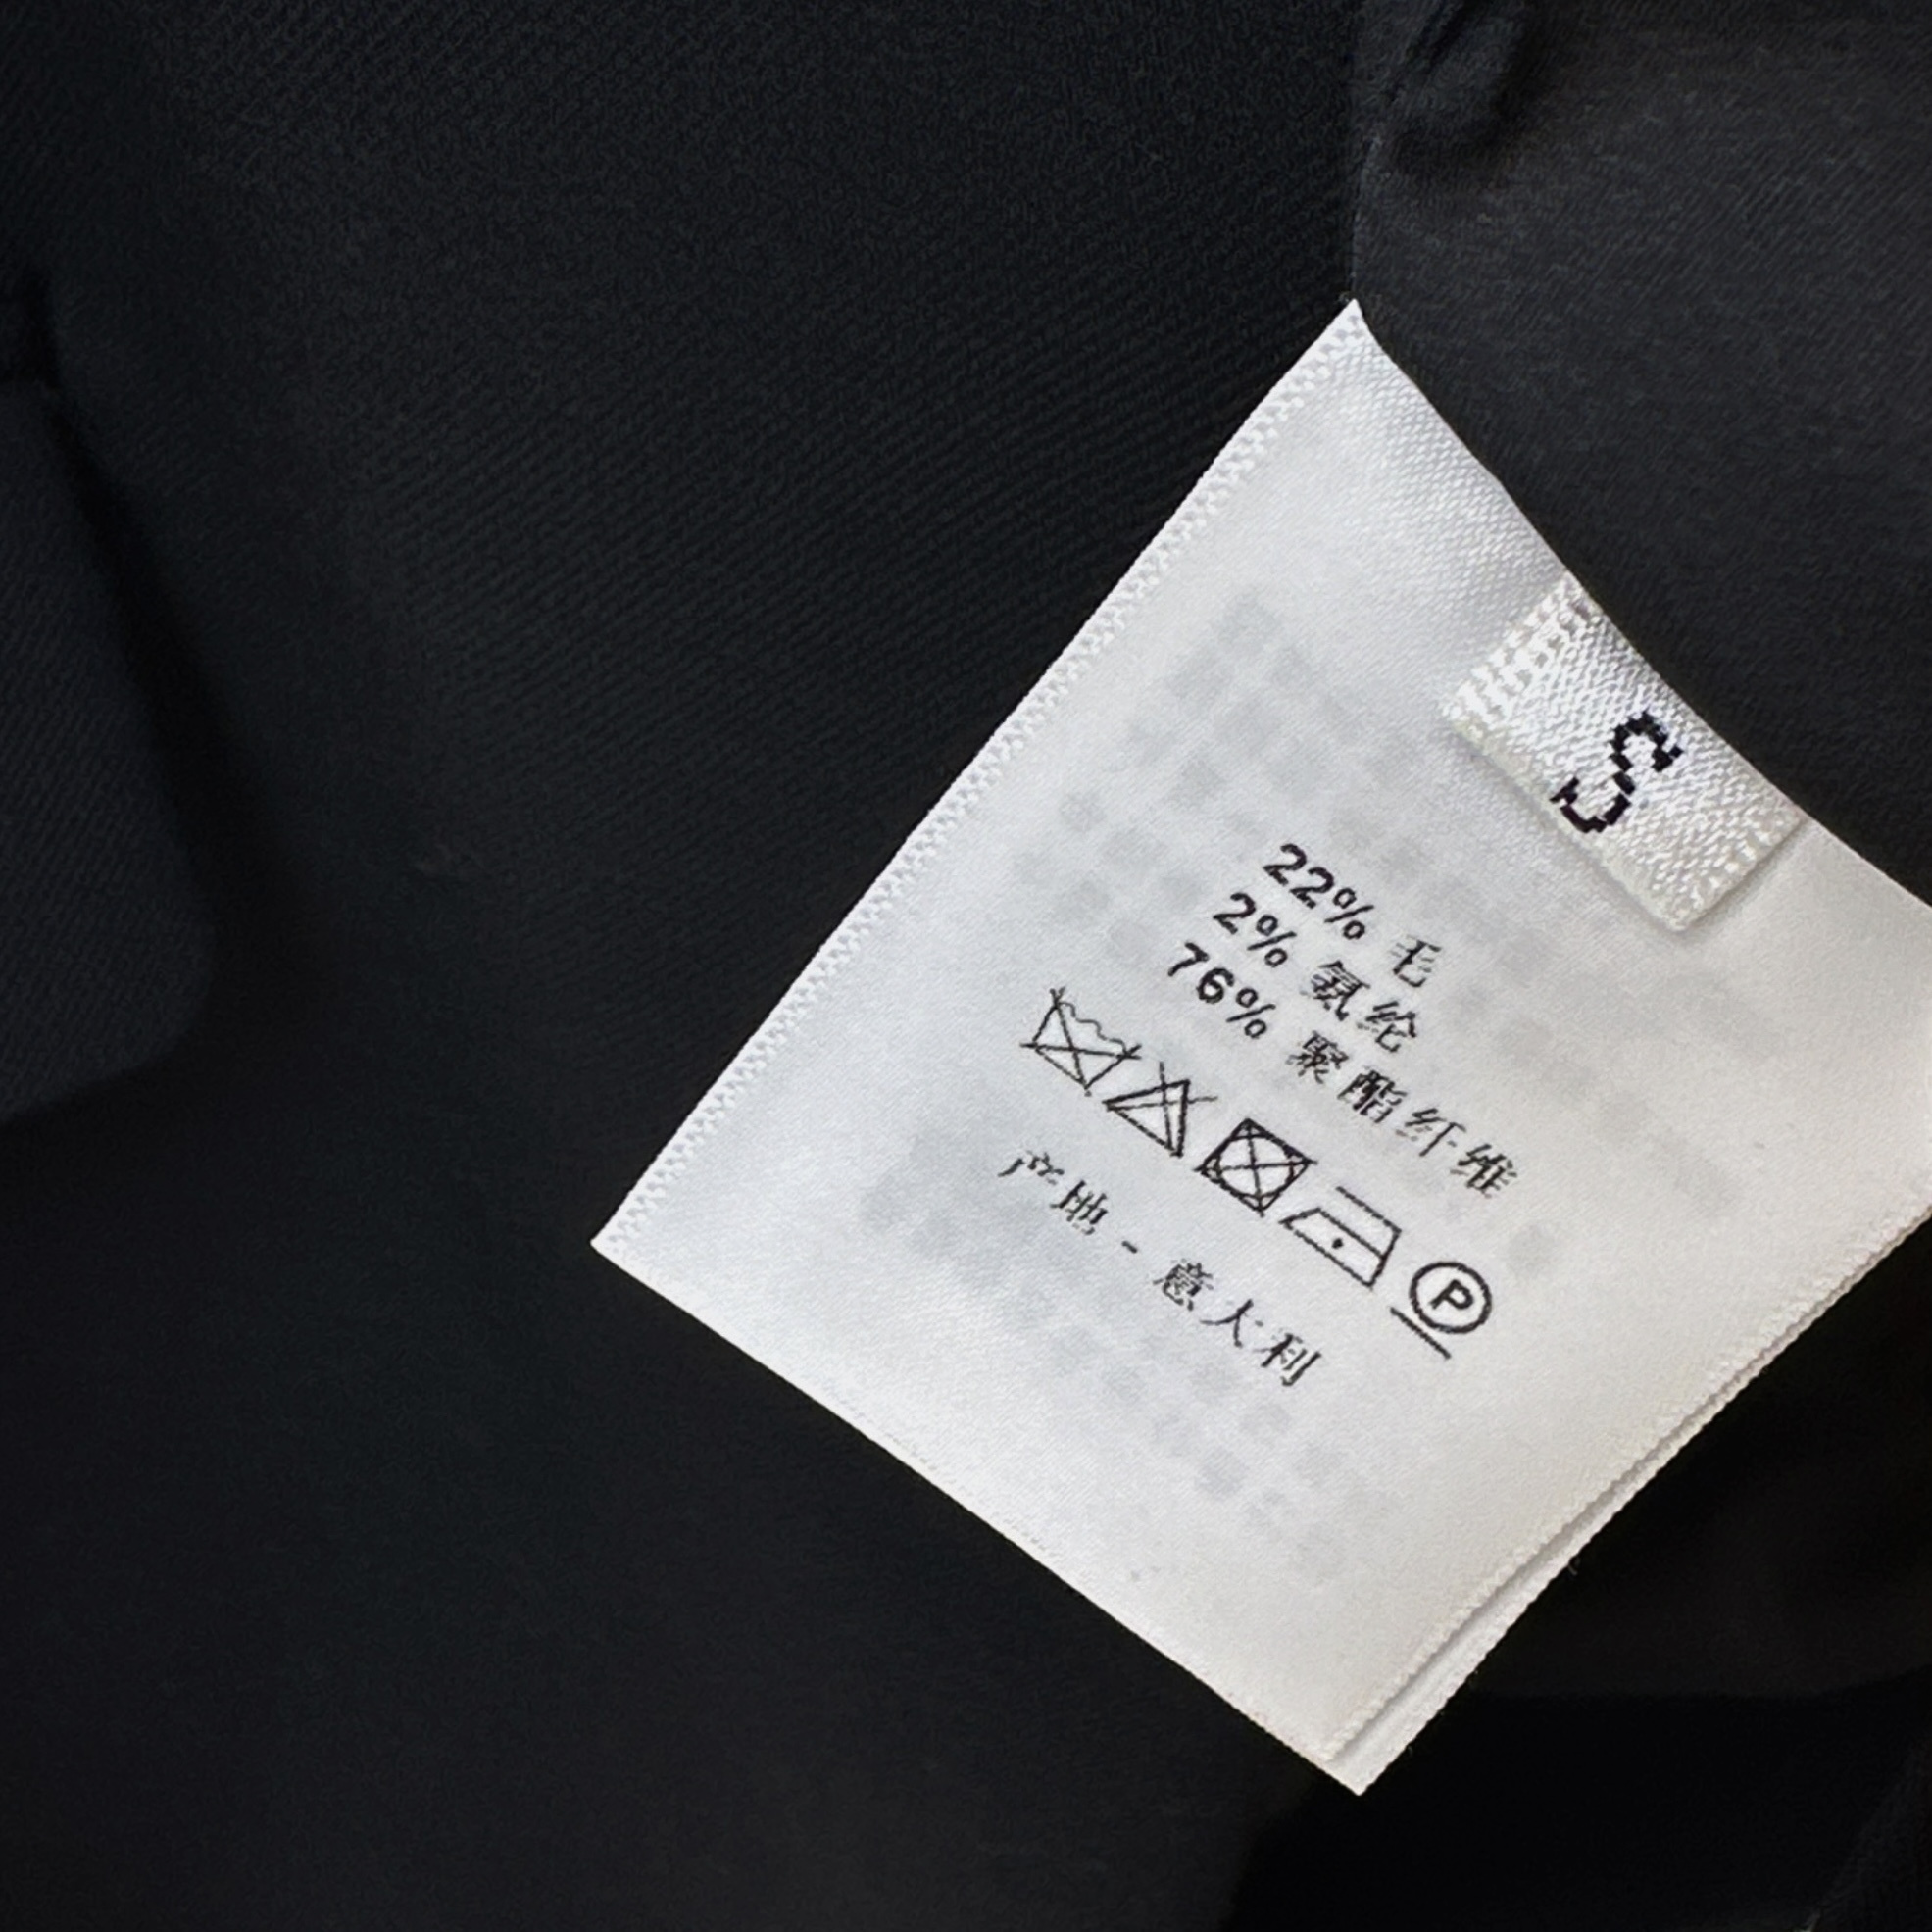 S
22% 毛
2% 氨纶
76% 聚酯纤维
P
产地 - 意大利